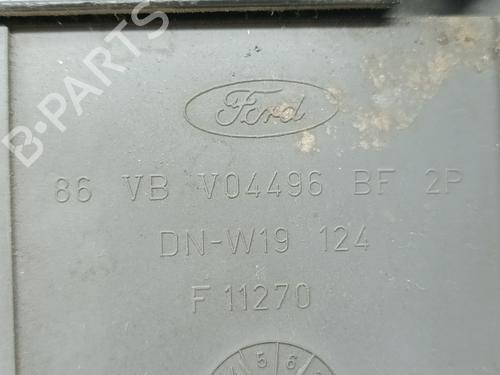 B-PARTS
Ford
86 VB V04496 BF 2P
DN-W19 124
F 11270
5 6